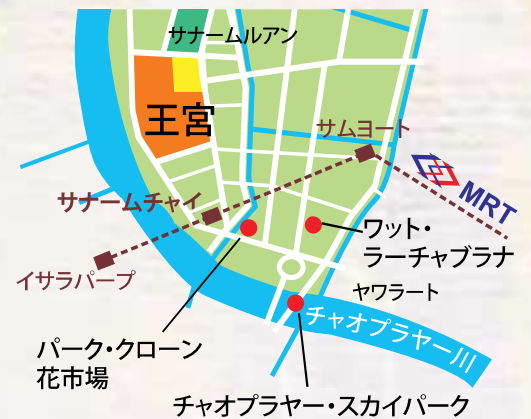 サナームルアン
王宮
サムヨート
MRT
サナームチャイ
ワット・
ラーチャブラナ
イサラパープ
ヤワラート
チャオプラヤー川
パーク・クローン
花市場
チャオプラヤー・スカイパーク